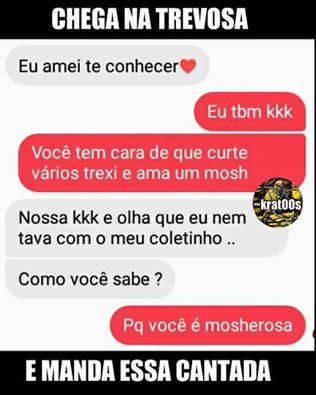 CHEGA NA TREVOSA
Eu amei te conhecer❤️
Eu tbm kkk
Você tem cara de que curte
vários trexi e ama um mosh
~krat00s
Nossa kkk e olha que eu nem
tava com o meu coletinho ..
Como você sabe ?
Pq você é mosherosa
E MANDA ESSA CANTADA